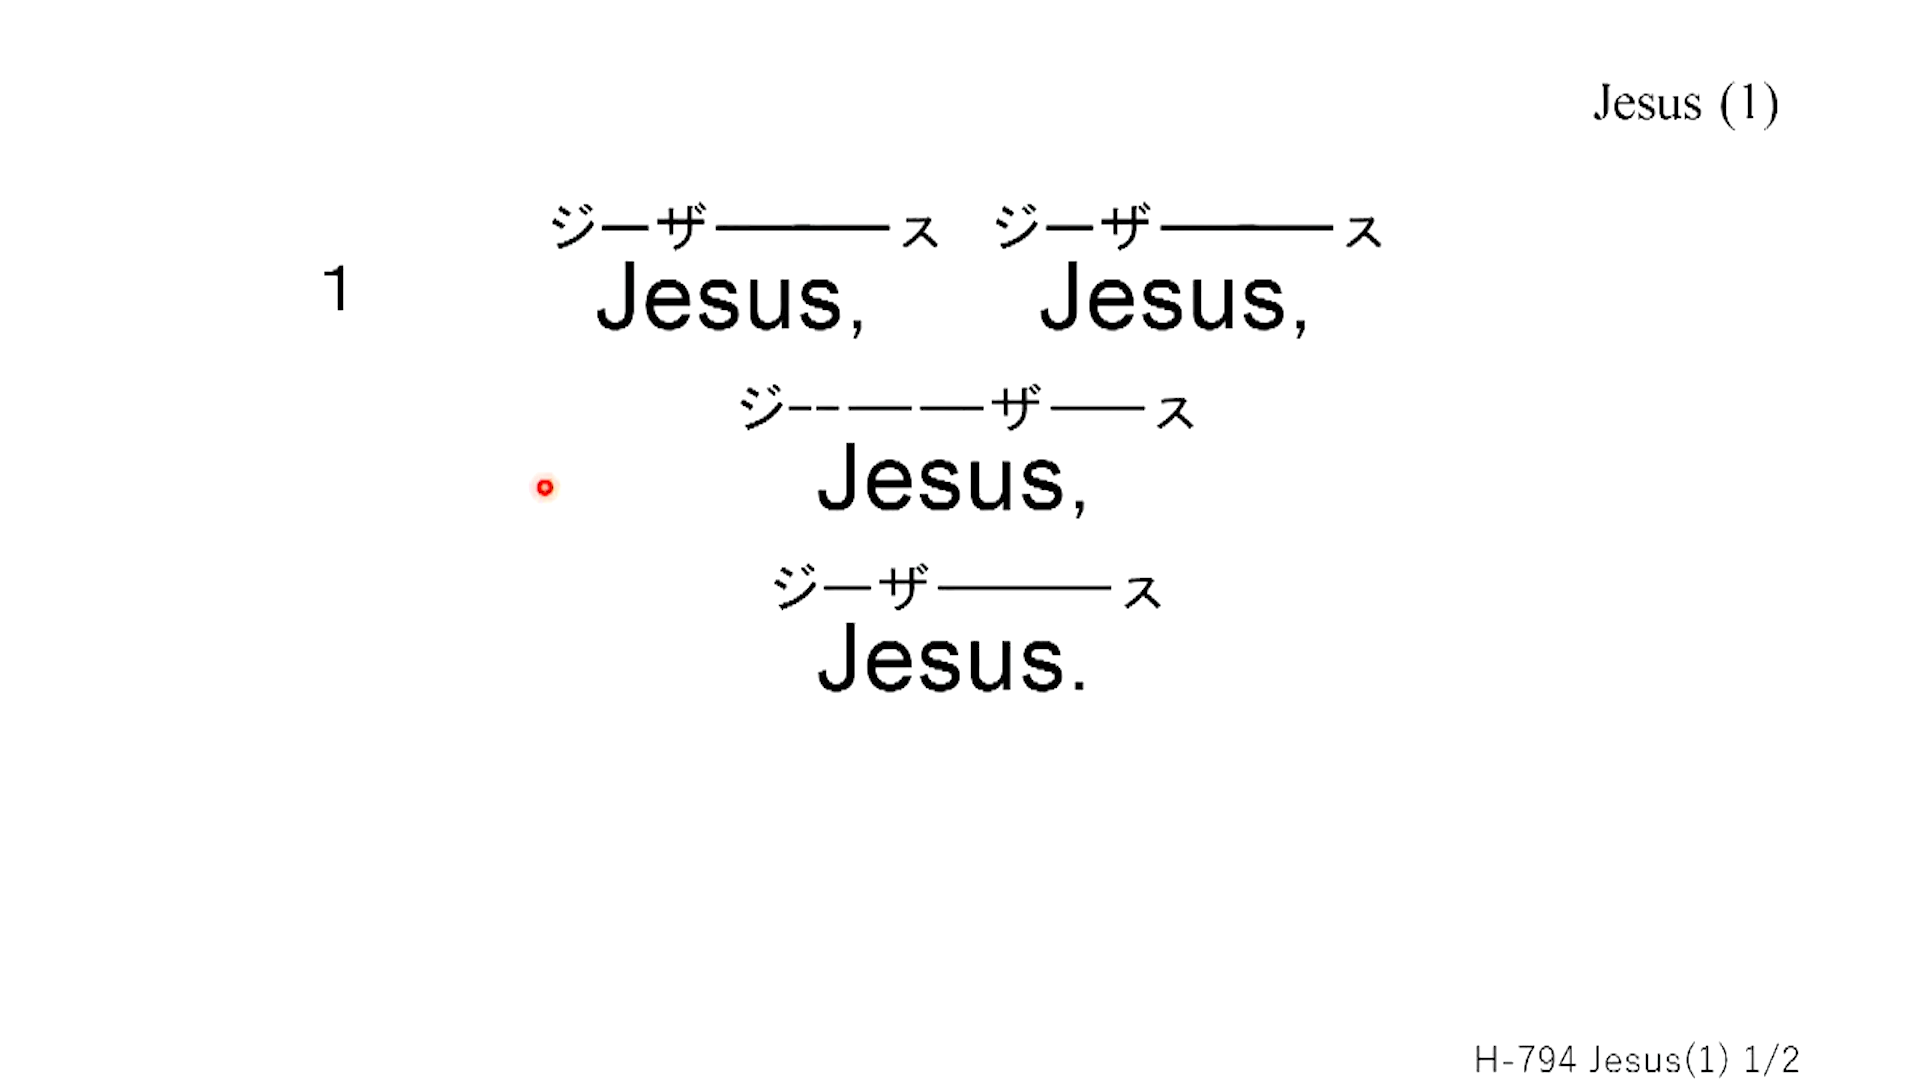 Jesus (1)
ジーザ―――ス ジーザ―――ス
1 Jesus, Jesus,
ジ--――ザ――ス
Jesus,
ジーザ―――ス
Jesus.
H-794 Jesus(1) 1/2